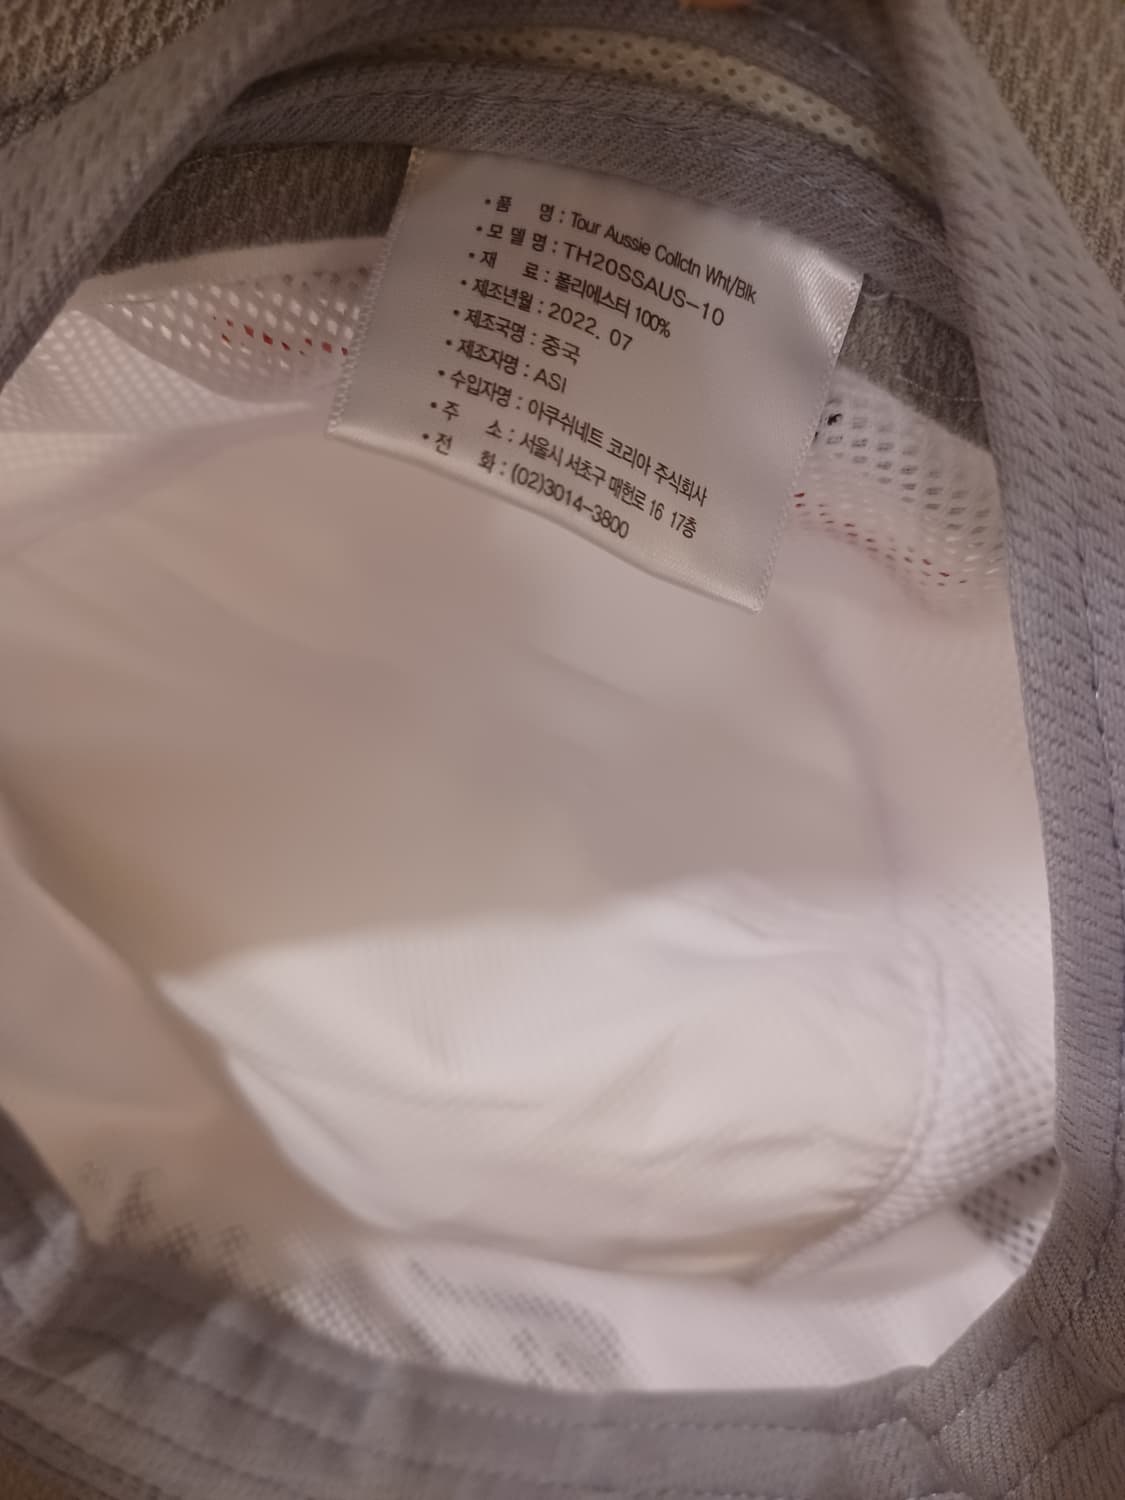 • 품 명 : Tour Aussie Collctn Wht/Blk
• 모 델 명 : TH20SSAUS-10
• 재 료 : 폴리에스터 100%
• 제조년월 : 2022. 07
• 제조국명 : 중국
• 제조자명 : ASI
• 수입자명 : 아쿠쉬네트 코리아 주식회사
• 주 소 : 서울시 서초구 매헌로 16 17층
• 전 화 : (02)3014-3800